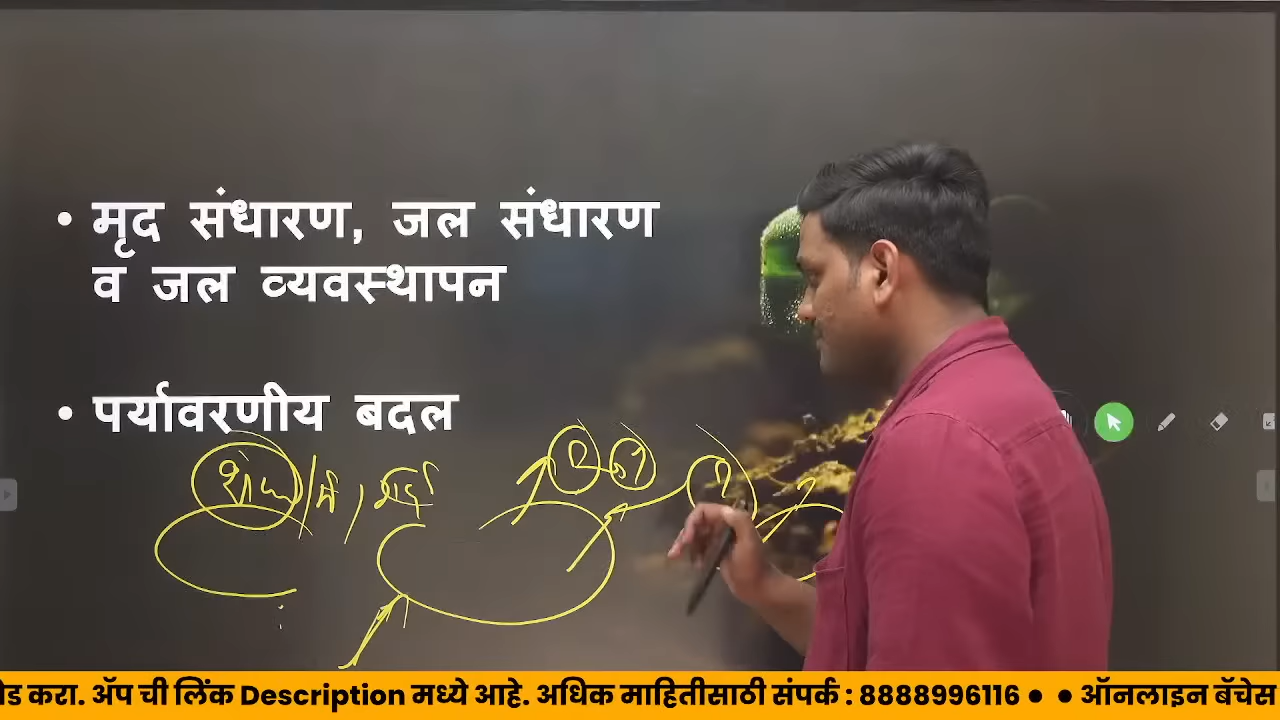 • मृद संधारण, जल संधारण
व जल व्यवस्थापन
• पर्यावरणीय बदल
ोड करा. ॲप ची लिंक Description मध्ये आहे. अधिक माहितीसाठी संपर्क : 8888996116 ● ● ऑनलाइन बॅचेस